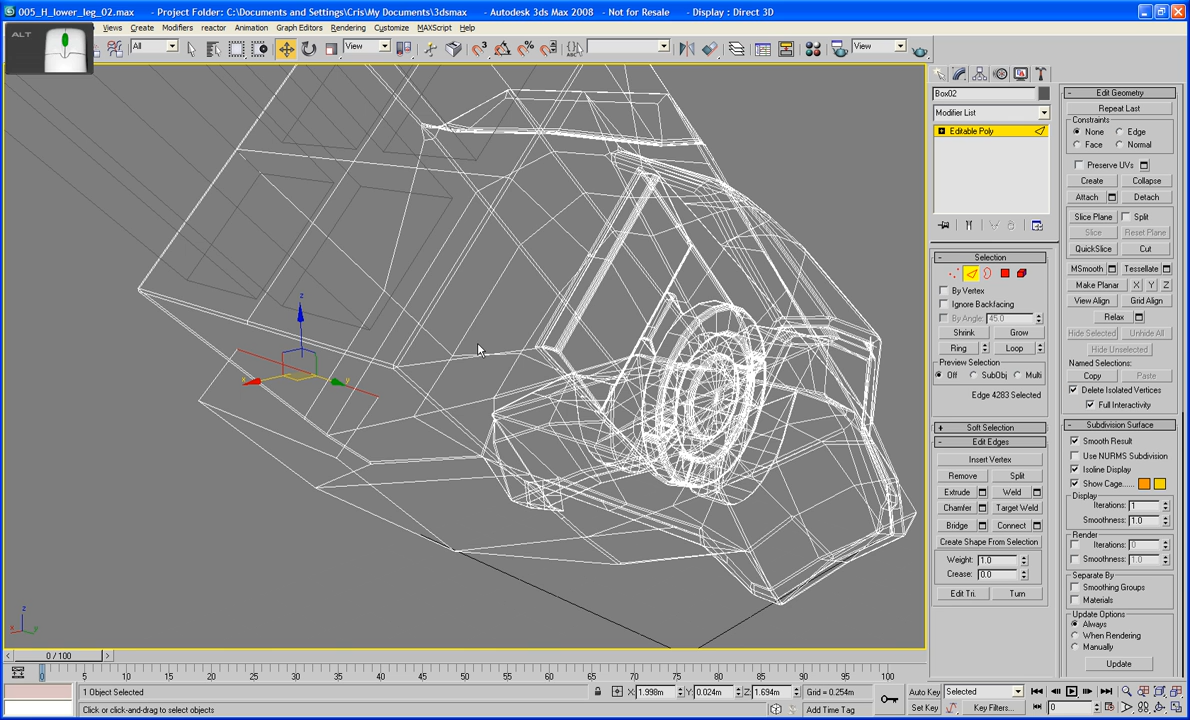 005_H_lower_leg_02.max - Project Folder: C:\Documents and Settings\Cris\My Documents\3dsmax - Autodesk 3ds Max 2008 - Not for Resale - Display : Direct 3D
ALT
Views Create Modifiers reactor Animation Graph Editors Rendering Customize MAXScript Help
All
View
View
Box02
Modifier List
Editable Poly
Selection
By Vertex
Ignore Backfacing
By Angle: 45.0
Shrink Grow
Ring Loop
Preview Selection
Off SubObj Multi
Edge 4283 Selected
Soft Selection
Edit Edges
Insert Vertex
Remove Split
Extrude Weld
Chamfer Target Weld
Bridge Connect
Create Shape From Selection
Weight: 1.0
Crease: 0.0
Edit Tri. Turn
Edit Geometry
Repeat Last
Constraints
None Edge
Face Normal
Preserve UVs
Create Collapse
Attach Detach
Slice Plane Split
Slice Reset Plane
QuickSlice Cut
MSmooth Tessellate
Make Planar X Y Z
View Align Grid Align
Relax
Hide Selected Unhide All
Hide Unselected
Named Selections:
Copy Paste
Delete Isolated Vertices
Full Interactivity
Subdivision Surface
Smooth Result
Use NURMS Subdivision
Isoline Display
Show Cage......
Display
Iterations: 1
Smoothness: 1.0
Render
Iterations: 0
Smoothness: 1.0
Separate By
Smoothing Groups
Materials
Update Options
Always
When Rendering
Manually
Update
z
x
y
z
x
y
0 / 100
0 5 10 15 20 25 30 35 40 45 50 55 60 65 70 75 80 85 90 95 100
1 Object Selected X: 1.998m Y: 0.024m Z: 1.694m Grid = 0.254m Auto Key Selected
Click or click-and-drag to select objects Add Time Tag Set Key Key Filters... 0